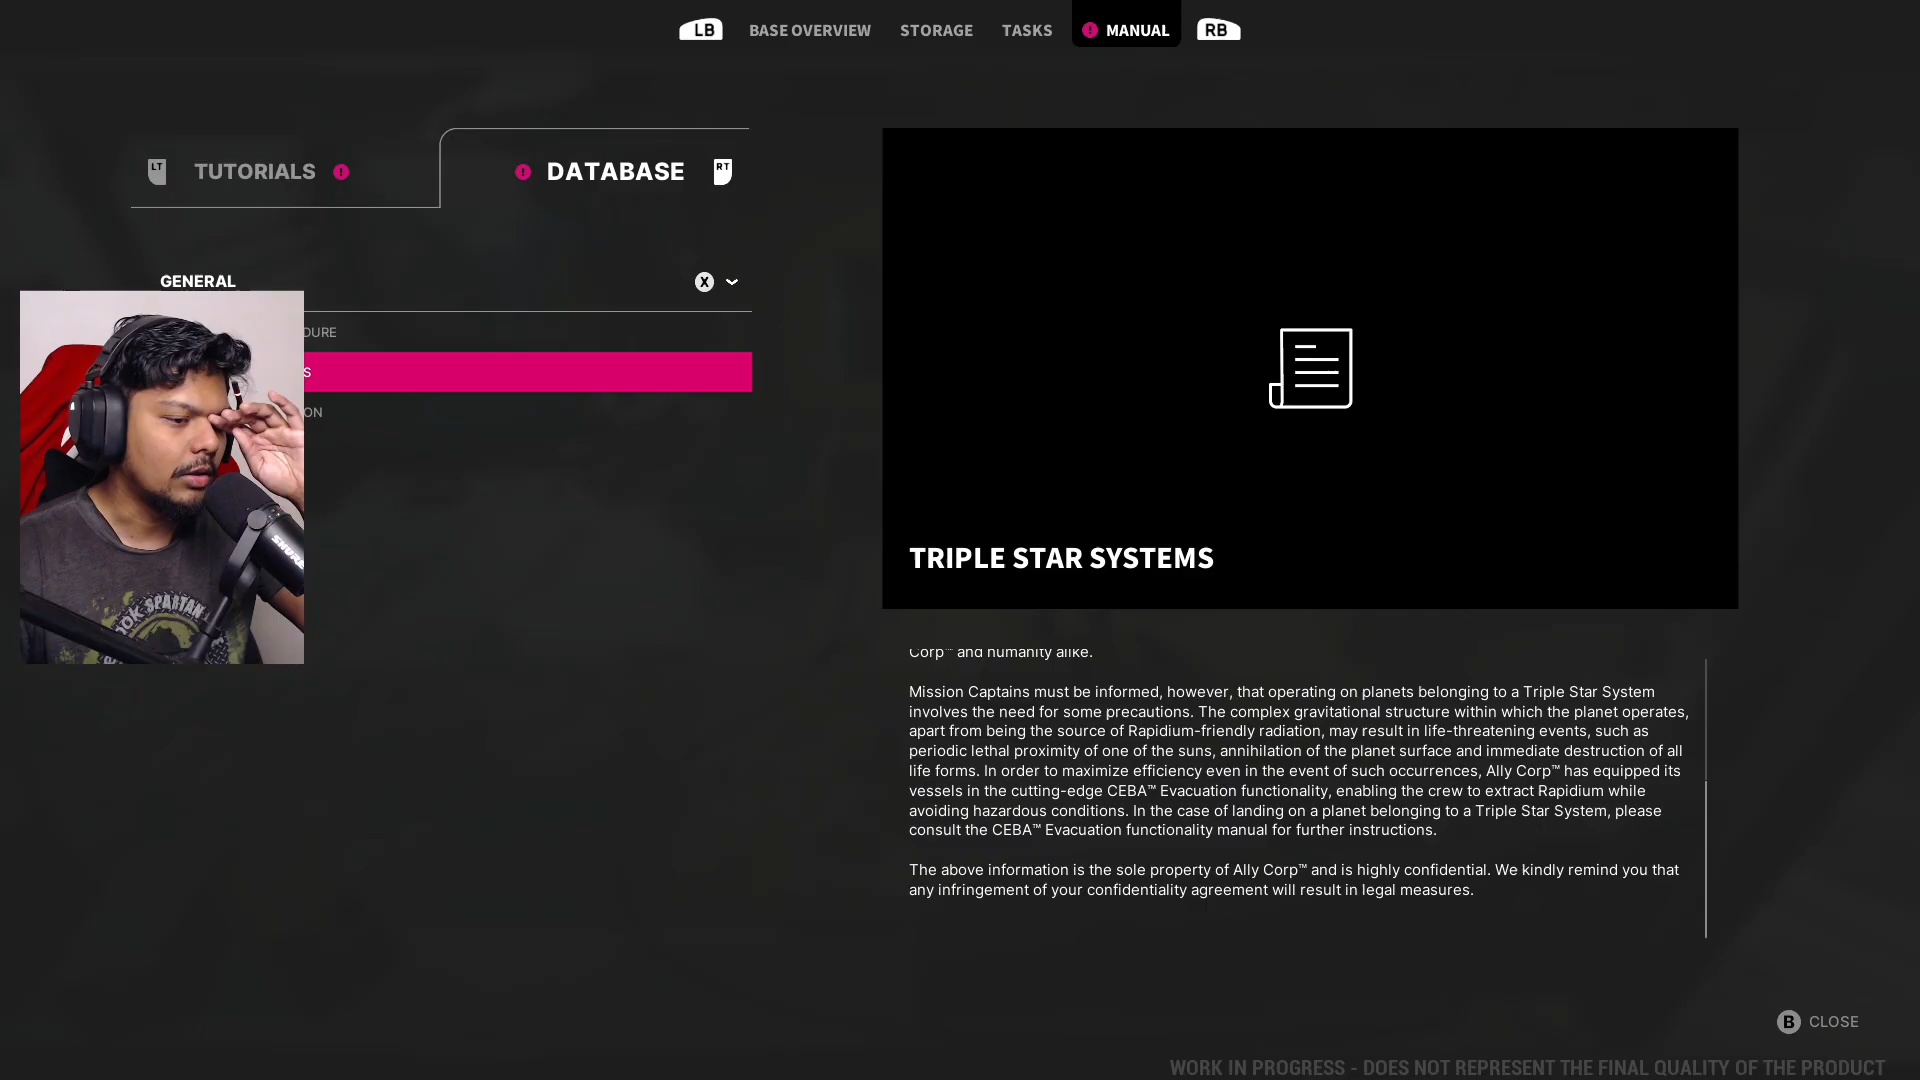 LB BASE OVERVIEW STORAGE TASKS ! MANUAL RB
LT TUTORIALS ! ! DATABASE RT
GENERAL X
DURE
S
ON
SHURE
SPARTAN
TRIPLE STAR SYSTEMS
Corp™ and humanity alike.
Mission Captains must be informed, however, that operating on planets belonging to a Triple Star System
involves the need for some precautions. The complex gravitational structure within which the planet operates,
apart from being the source of Rapidium-friendly radiation, may result in life-threatening events, such as
periodic lethal proximity of one of the suns, annihilation of the planet surface and immediate destruction of all
life forms. In order to maximize efficiency even in the event of such occurrences, Ally Corp™ has equipped its
vessels in the cutting-edge CEBA™ Evacuation functionality, enabling the crew to extract Rapidium while
avoiding hazardous conditions. In the case of landing on a planet belonging to a Triple Star System, please
consult the CEBA™ Evacuation functionality manual for further instructions.
The above information is the sole property of Ally Corp™ and is highly confidential. We kindly remind you that
any infringement of your confidentiality agreement will result in legal measures.
B CLOSE
WORK IN PROGRESS - DOES NOT REPRESENT THE FINAL QUALITY OF THE PRODUCT